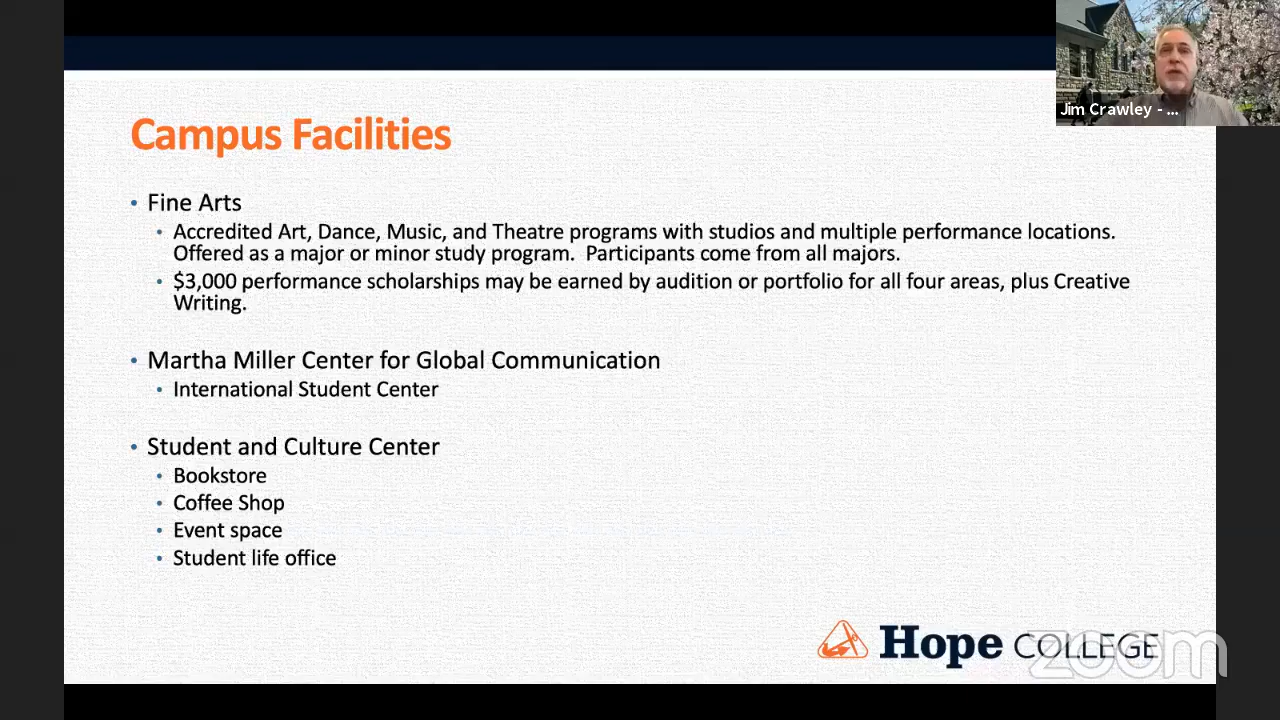 Jim Crawley - ...
Campus Facilities
• Fine Arts
• Accredited Art, Dance, Music, and Theatre programs with studios and multiple performance locations.
Offered as a major or minor study program. Participants come from all majors.
• $3,000 performance scholarships may be earned by audition or portfolio for all four areas, plus Creative
Writing.
• Martha Miller Center for Global Communication
• International Student Center
• Student and Culture Center
• Bookstore
• Coffee Shop
• Event space
• Student life office
Hope COLLEGE
zoom